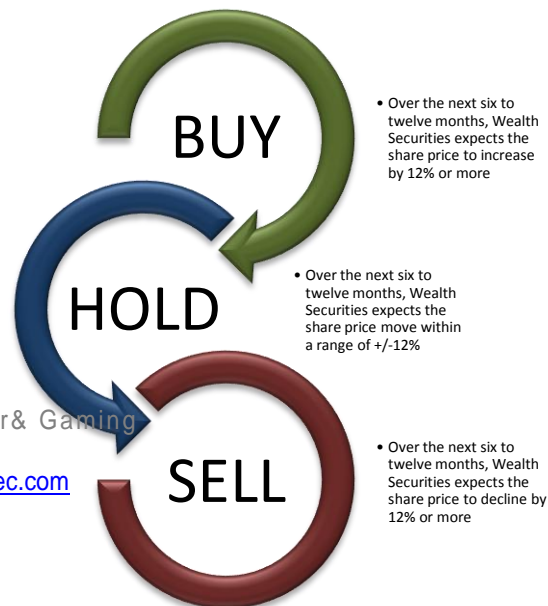 BUY
• Over the next six to
twelve months, Wealth
Securities expects the
share price to increase
by 12% or more
HOLD
• Over the next six to
twelve months, Wealth
Securities expects the
share price move within
a range of +/-12%
r& Gaming
ec.com
SELL
• Over the next six to
twelve months, Wealth
Securities expects the
share price to decline by
12% or more